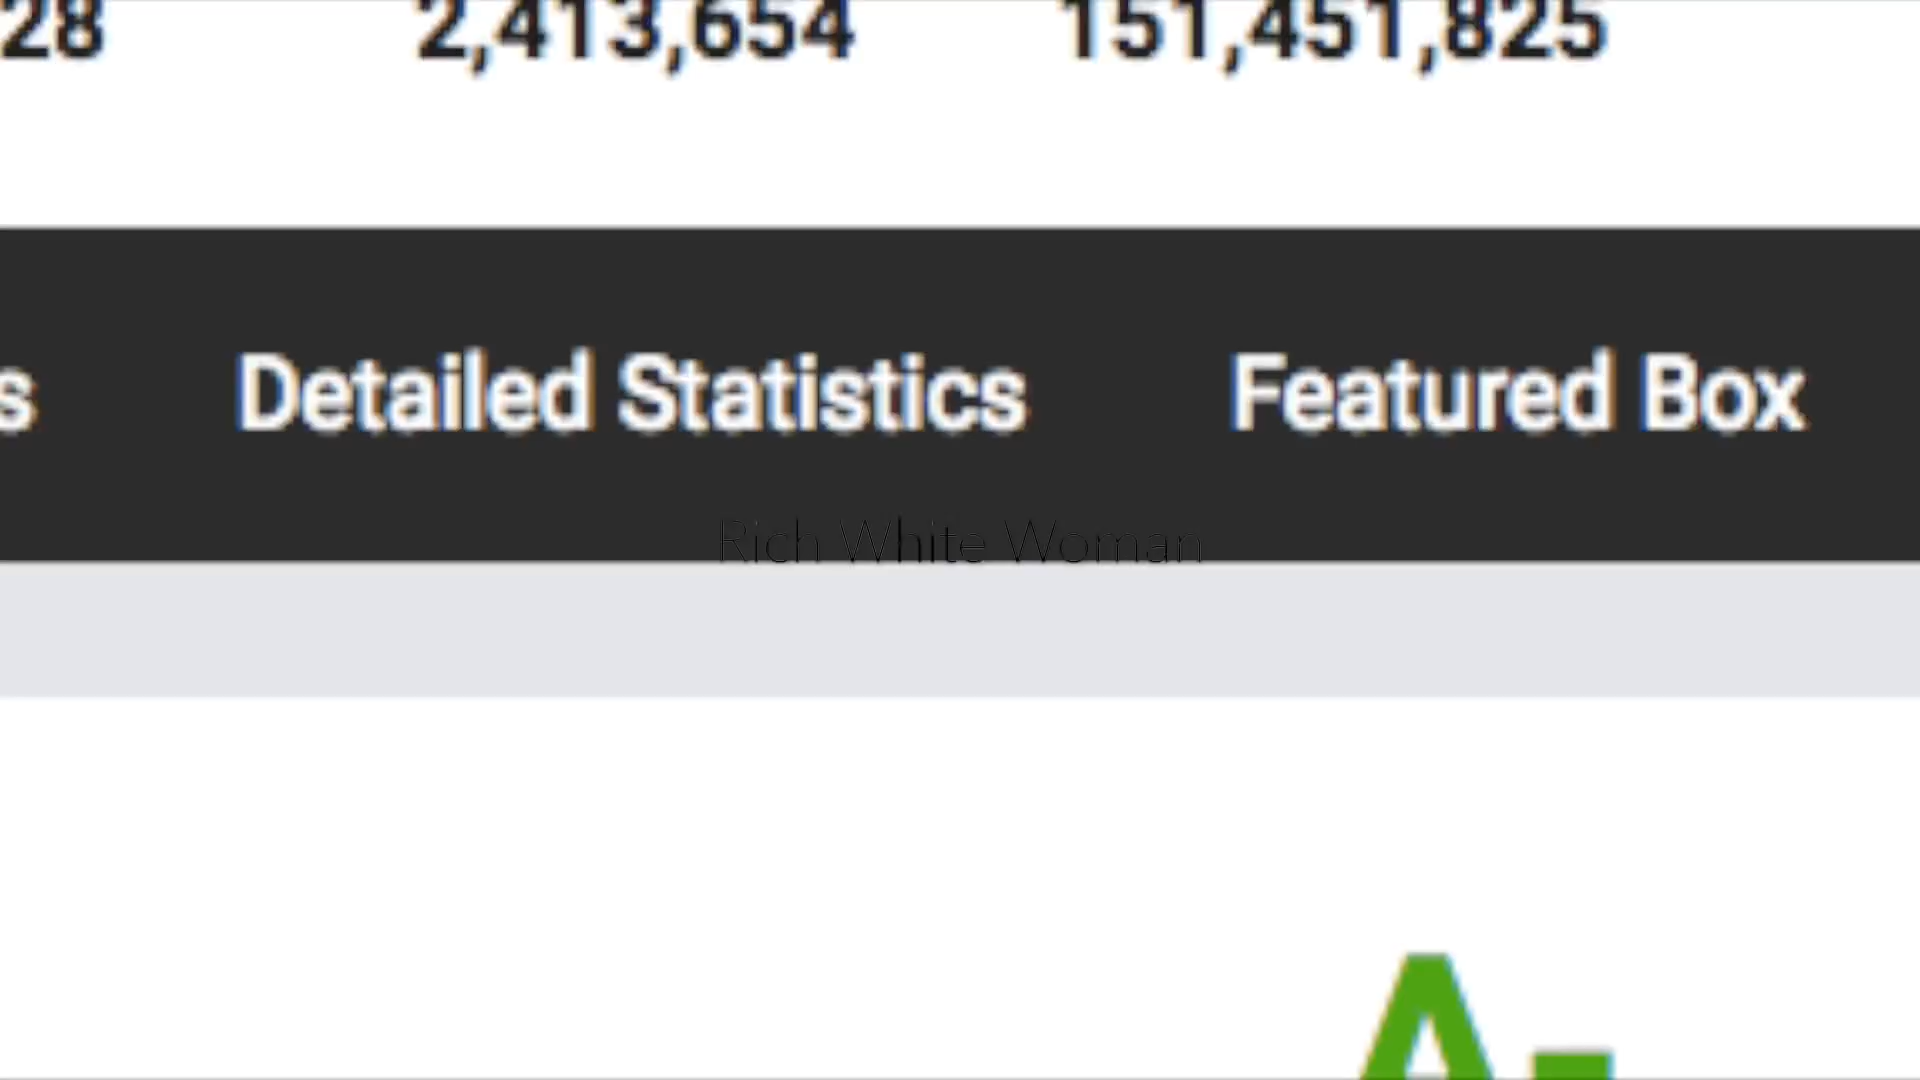 28 2,413,654 151,451,825
s Detailed Statistics Featured Box
Rich White Woman
A-